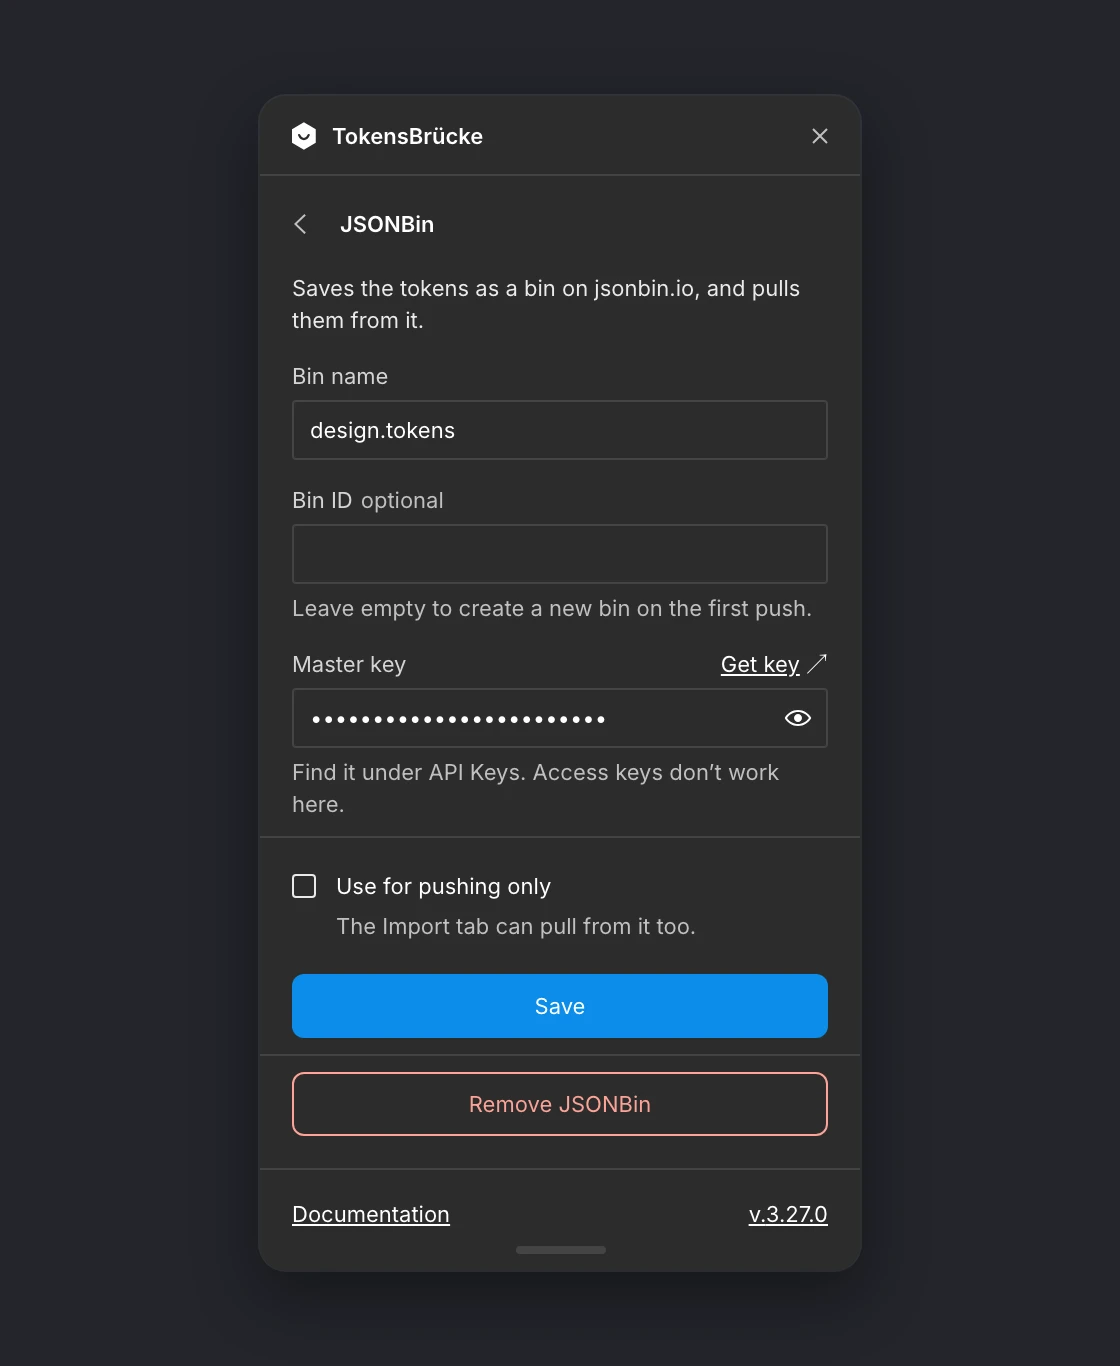 TokensBrücke
JSONBin
Saves the tokens as a bin on jsonbin.io, and pulls
them from it.
Bin name
design.tokens
Bin ID optional
Leave empty to create a new bin on the first push.
Master key Get key
••••••••••••••••••••••••
Find it under API Keys. Access keys don’t work
here.
Use for pushing only
The Import tab can pull from it too.
Save
Remove JSONBin
Documentation v.3.27.0